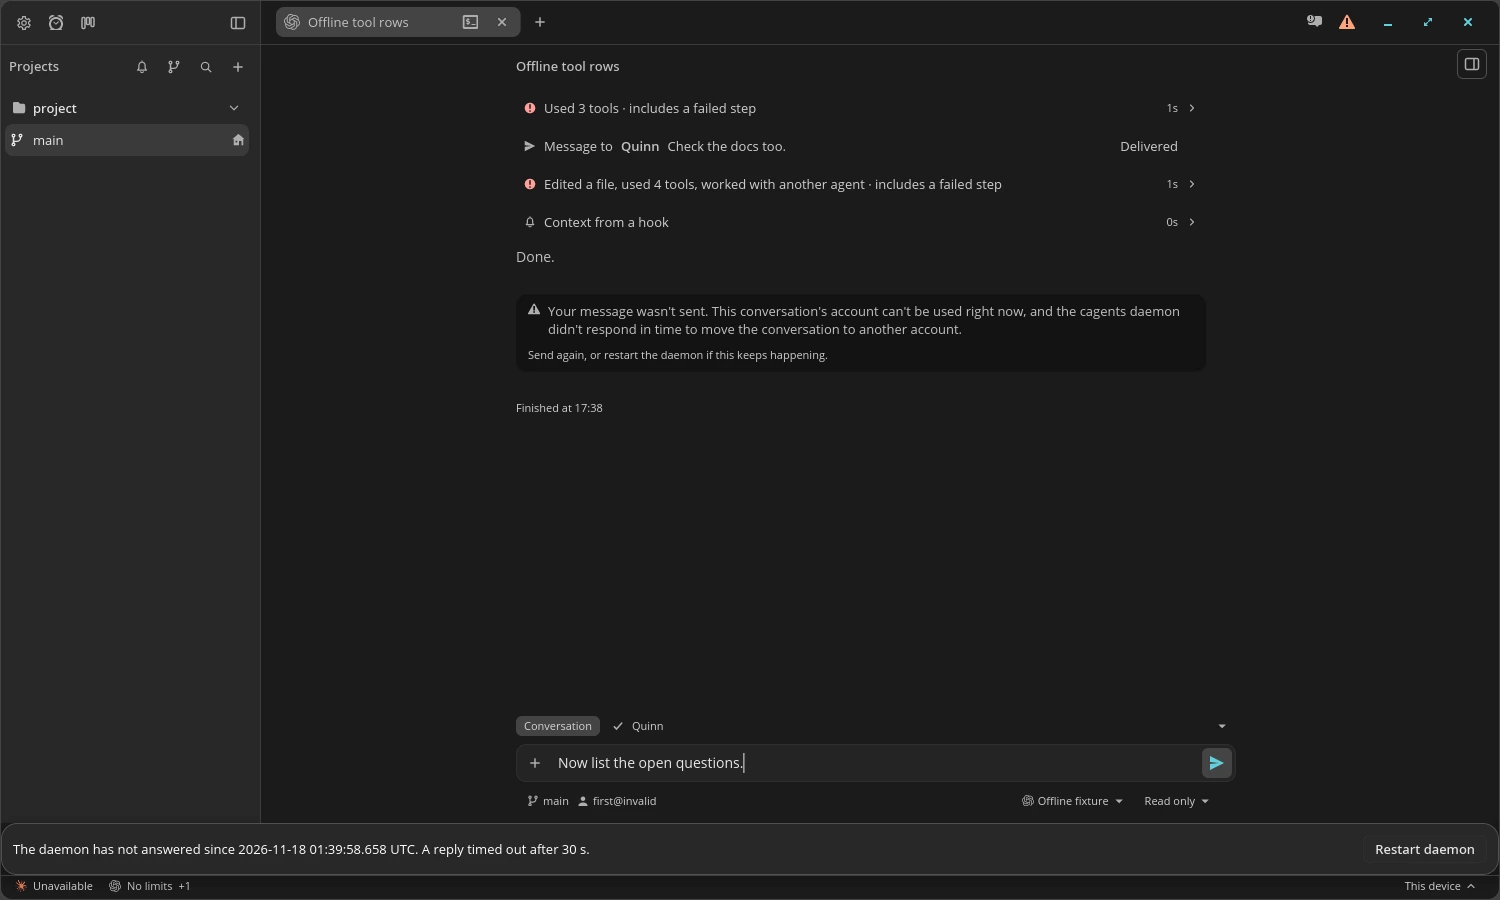 Offline tool rows
Projects
Offline tool rows
project
Used 3 tools · includes a failed step 1s
main
Message to Quinn Check the docs too. Delivered
Edited a file, used 4 tools, worked with another agent · includes a failed step 1s
Context from a hook 0s
Done.
Your message wasn't sent. This conversation's account can't be used right now, and the cagents daemon
didn't respond in time to move the conversation to another account.
Send again, or restart the daemon if this keeps happening.
Finished at 17:38
Conversation Quinn
Now list the open questions.
main first@invalid Offline fixture Read only
The daemon has not answered since 2026-11-18 01:39:58.658 UTC. A reply timed out after 30 s. Restart daemon
Unavailable No limits +1 This device